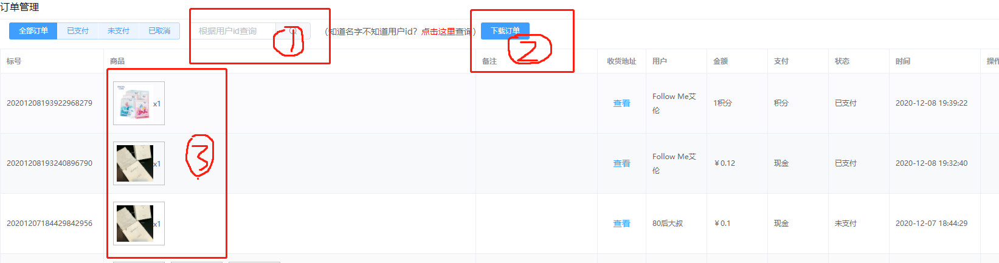 订单管理
全部订单 已支付 未支付 已取消 根据用户id查询 (知道名字不知道用户id? 点击这里查询) 下载订单
1 2
标号 商品 备注 收货地址 用户 金额 支付 状态 时间 操作
20201208193922968279 x1 查看 Follow Me艾伦 1积分 积分 已支付 2020-12-08 19:39:22
3
20201208193240896790 x1 查看 Follow Me艾伦 ¥0.12 现金 已支付 2020-12-08 19:32:40
20201207184429842956 x1 查看 80后大叔 ¥0.1 现金 未支付 2020-12-07 18:44:29